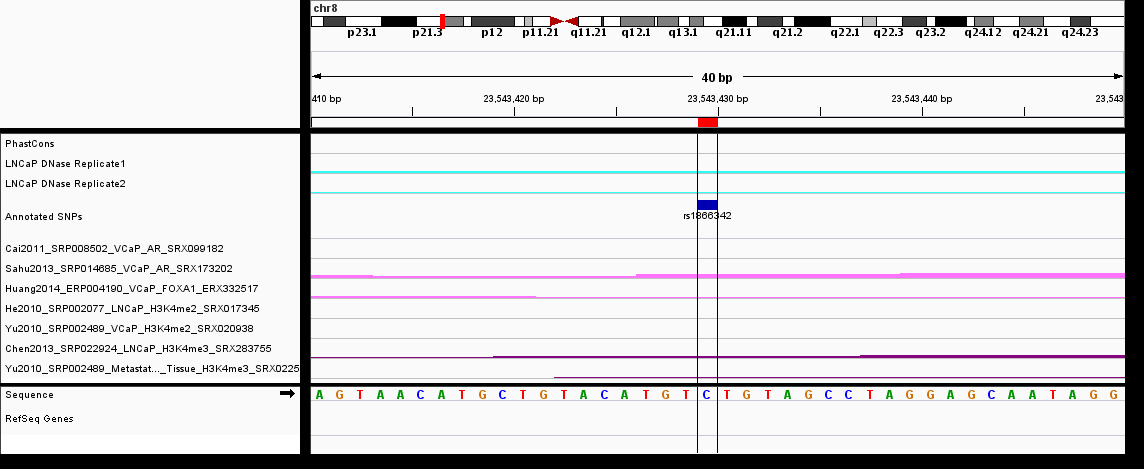 chr8
p23.1 p21.3 p12 p11.21 q11.21 q12.1 q13.1 q21.11 q21.2 q22.1 q22.3 q23.2 q24.12 q24.21 q24.23
40 bp
410 bp 23,543,420 bp 23,543,430 bp 23,543,440 bp 23,543
PhastCons
LNCaP DNase Replicate1
LNCaP DNase Replicate2
Annotated SNPs
rs1866342
Cai2011_SRP008502_VCaP_AR_SRX099182
Sahu2013_SRP014685_VCaP_AR_SRX173202
Huang2014_ERP004190_VCaP_FOXA1_ERX332517
He2010_SRP002077_LNCaP_H3K4me2_SRX017345
Yu2010_SRP002489_VCaP_H3K4me2_SRX020938
Chen2013_SRP022924_LNCaP_H3K4me3_SRX283755
Yu2010_SRP002489_Metastat..._Tissue_H3K4me3_SRX0225
Sequence A G T A A C A T G C T G T A C A T G T C T G T A G C C T A G G A G C A A T A G G
RefSeq Genes